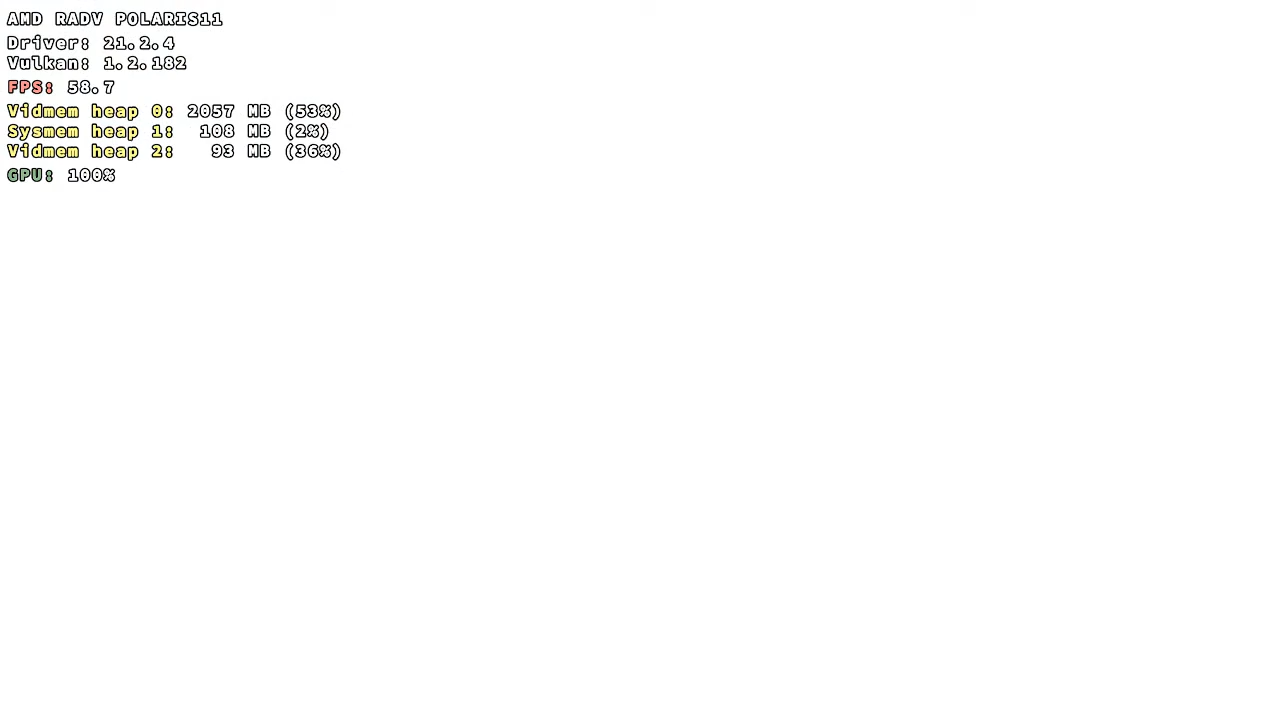 AMD RADV POLARIS11
Driver: 21.2.4
Vulkan: 1.2.182
FPS: 58.7
Vidmem heap 0: 2057 MB (53%)
Sysmem heap 1: 108 MB (2%)
Vidmem heap 2: 93 MB (36%)
GPU: 100%